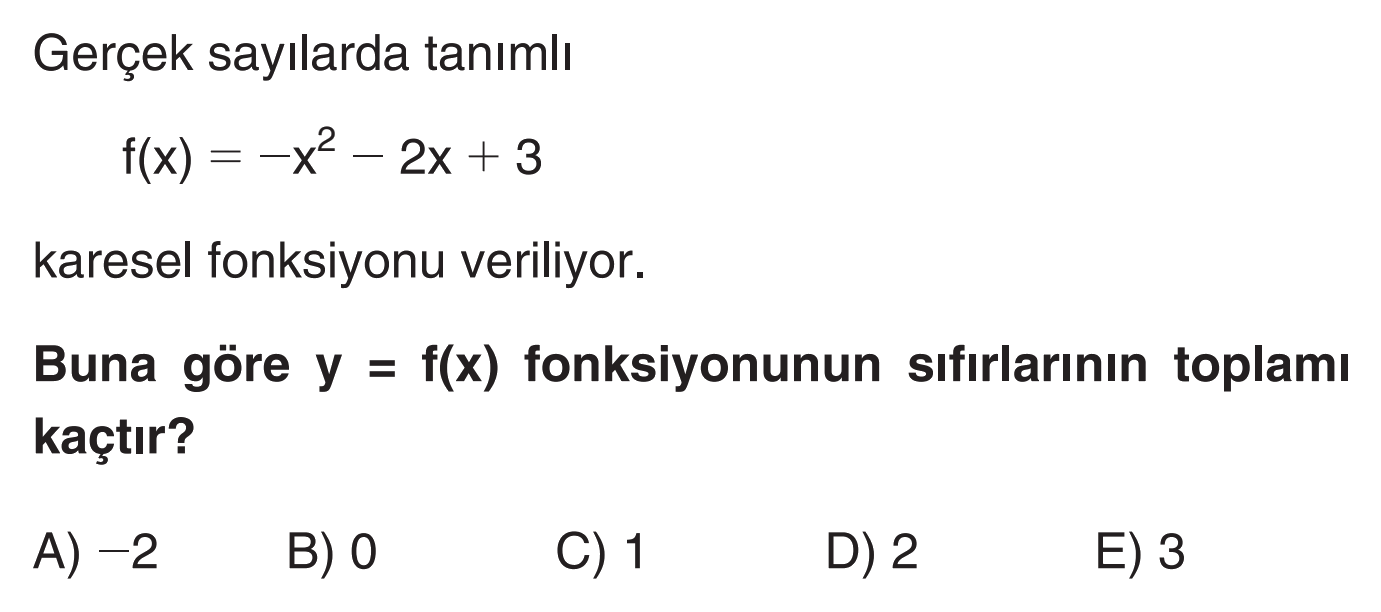 Gerçek sayılarda tanımlı
f(x) = −x² − 2x + 3
karesel fonksiyonu veriliyor.
Buna göre y = f(x) fonksiyonunun sıfırlarının toplamı
kaçtır?
A) −2 B) 0 C) 1 D) 2 E) 3